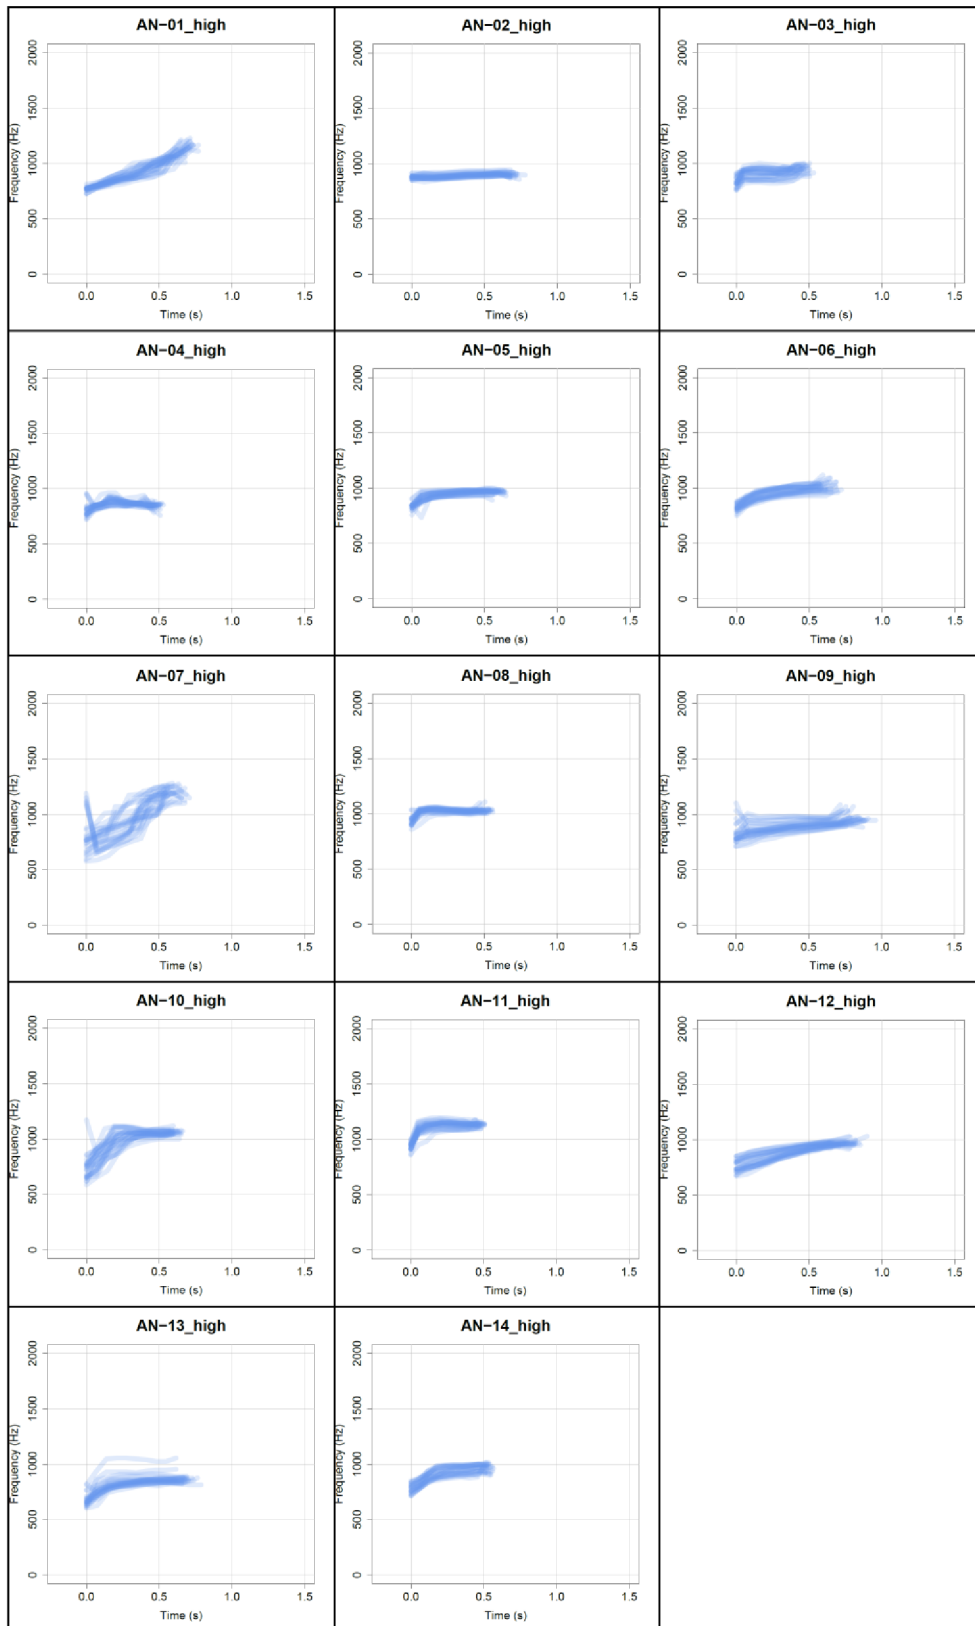 AN−01_high
AN−02_high
AN−03_high
Frequency (Hz)
0 500 1000 1500 2000
0.0 0.5 1.0 1.5
Time (s)
Frequency (Hz)
0 500 1000 1500 2000
0.0 0.5 1.0 1.5
Time (s)
Frequency (Hz)
0 500 1000 1500 2000
0.0 0.5 1.0 1.5
Time (s)
AN−04_high
AN−05_high
AN−06_high
Frequency (Hz)
0 500 1000 1500 2000
0.0 0.5 1.0 1.5
Time (s)
Frequency (Hz)
0 500 1000 1500 2000
0.0 0.5 1.0 1.5
Time (s)
Frequency (Hz)
0 500 1000 1500 2000
0.0 0.5 1.0 1.5
Time (s)
AN−07_high
AN−08_high
AN−09_high
Frequency (Hz)
0 500 1000 1500 2000
0.0 0.5 1.0 1.5
Time (s)
Frequency (Hz)
0 500 1000 1500 2000
0.0 0.5 1.0 1.5
Time (s)
Frequency (Hz)
0 500 1000 1500 2000
0.0 0.5 1.0 1.5
Time (s)
AN−10_high
AN−11_high
AN−12_high
Frequency (Hz)
0 500 1000 1500 2000
0.0 0.5 1.0 1.5
Time (s)
Frequency (Hz)
0 500 1000 1500 2000
0.0 0.5 1.0 1.5
Time (s)
Frequency (Hz)
0 500 1000 1500 2000
0.0 0.5 1.0 1.5
Time (s)
AN−13_high
AN−14_high
Frequency (Hz)
0 500 1000 1500 2000
0.0 0.5 1.0 1.5
Time (s)
Frequency (Hz)
0 500 1000 1500 2000
0.0 0.5 1.0 1.5
Time (s)